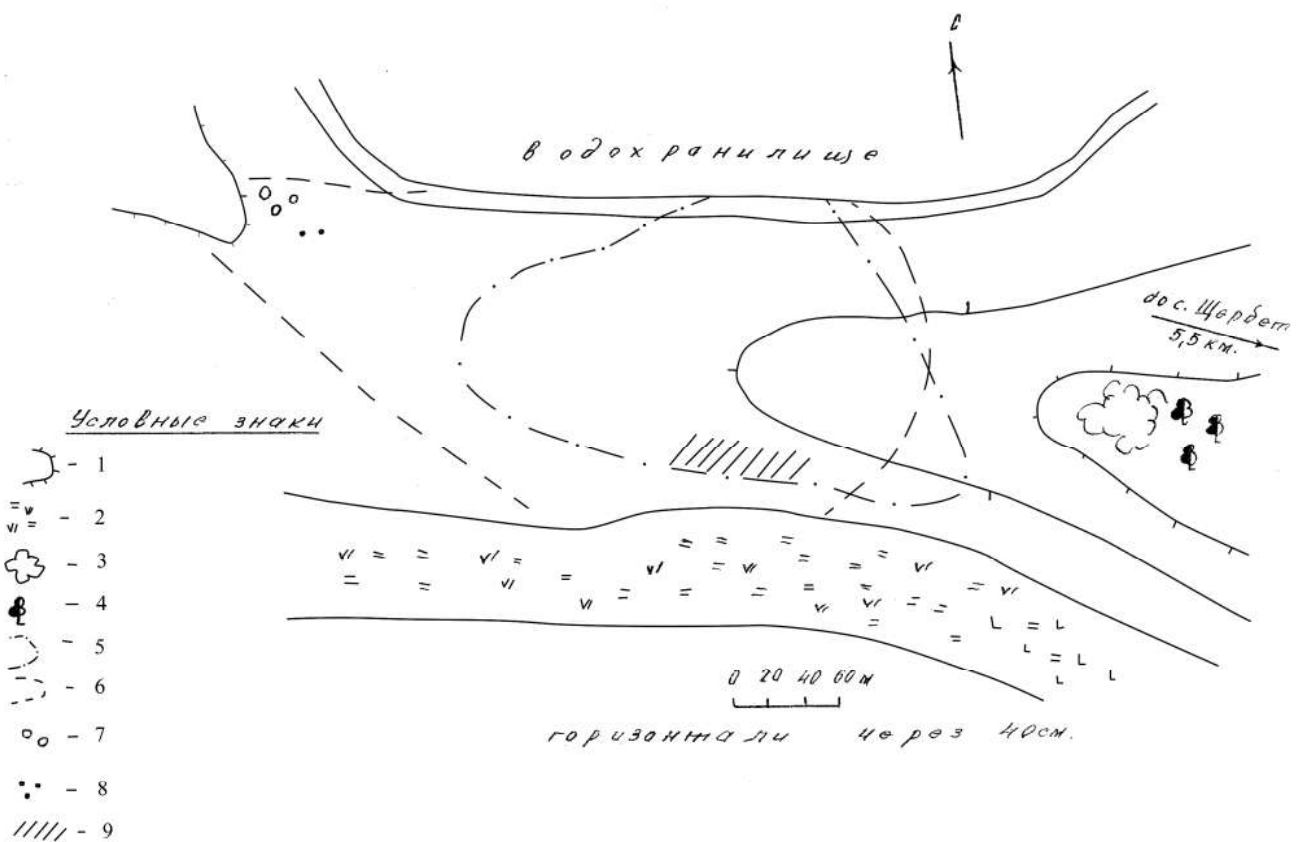 С
водохранилище
до с. Щербет
5,5 км.
Условные знаки
- 1
- 2
- 3
- 4
- 5
- 6
- 7
- 8
- 9
0 20 40 60 м
горизонтали через 40см.